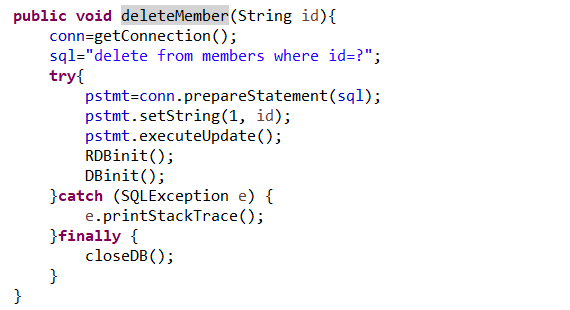 public void deleteMember(String id){
    conn=getConnection();
    sql="delete from members where id=?";
    try{
        pstmt=conn.prepareStatement(sql);
        pstmt.setString(1, id);
        pstmt.executeUpdate();
        RDBinit();
        DBinit();
    }catch (SQLException e) {
        e.printStackTrace();
    }finally {
        closeDB();
    }
}